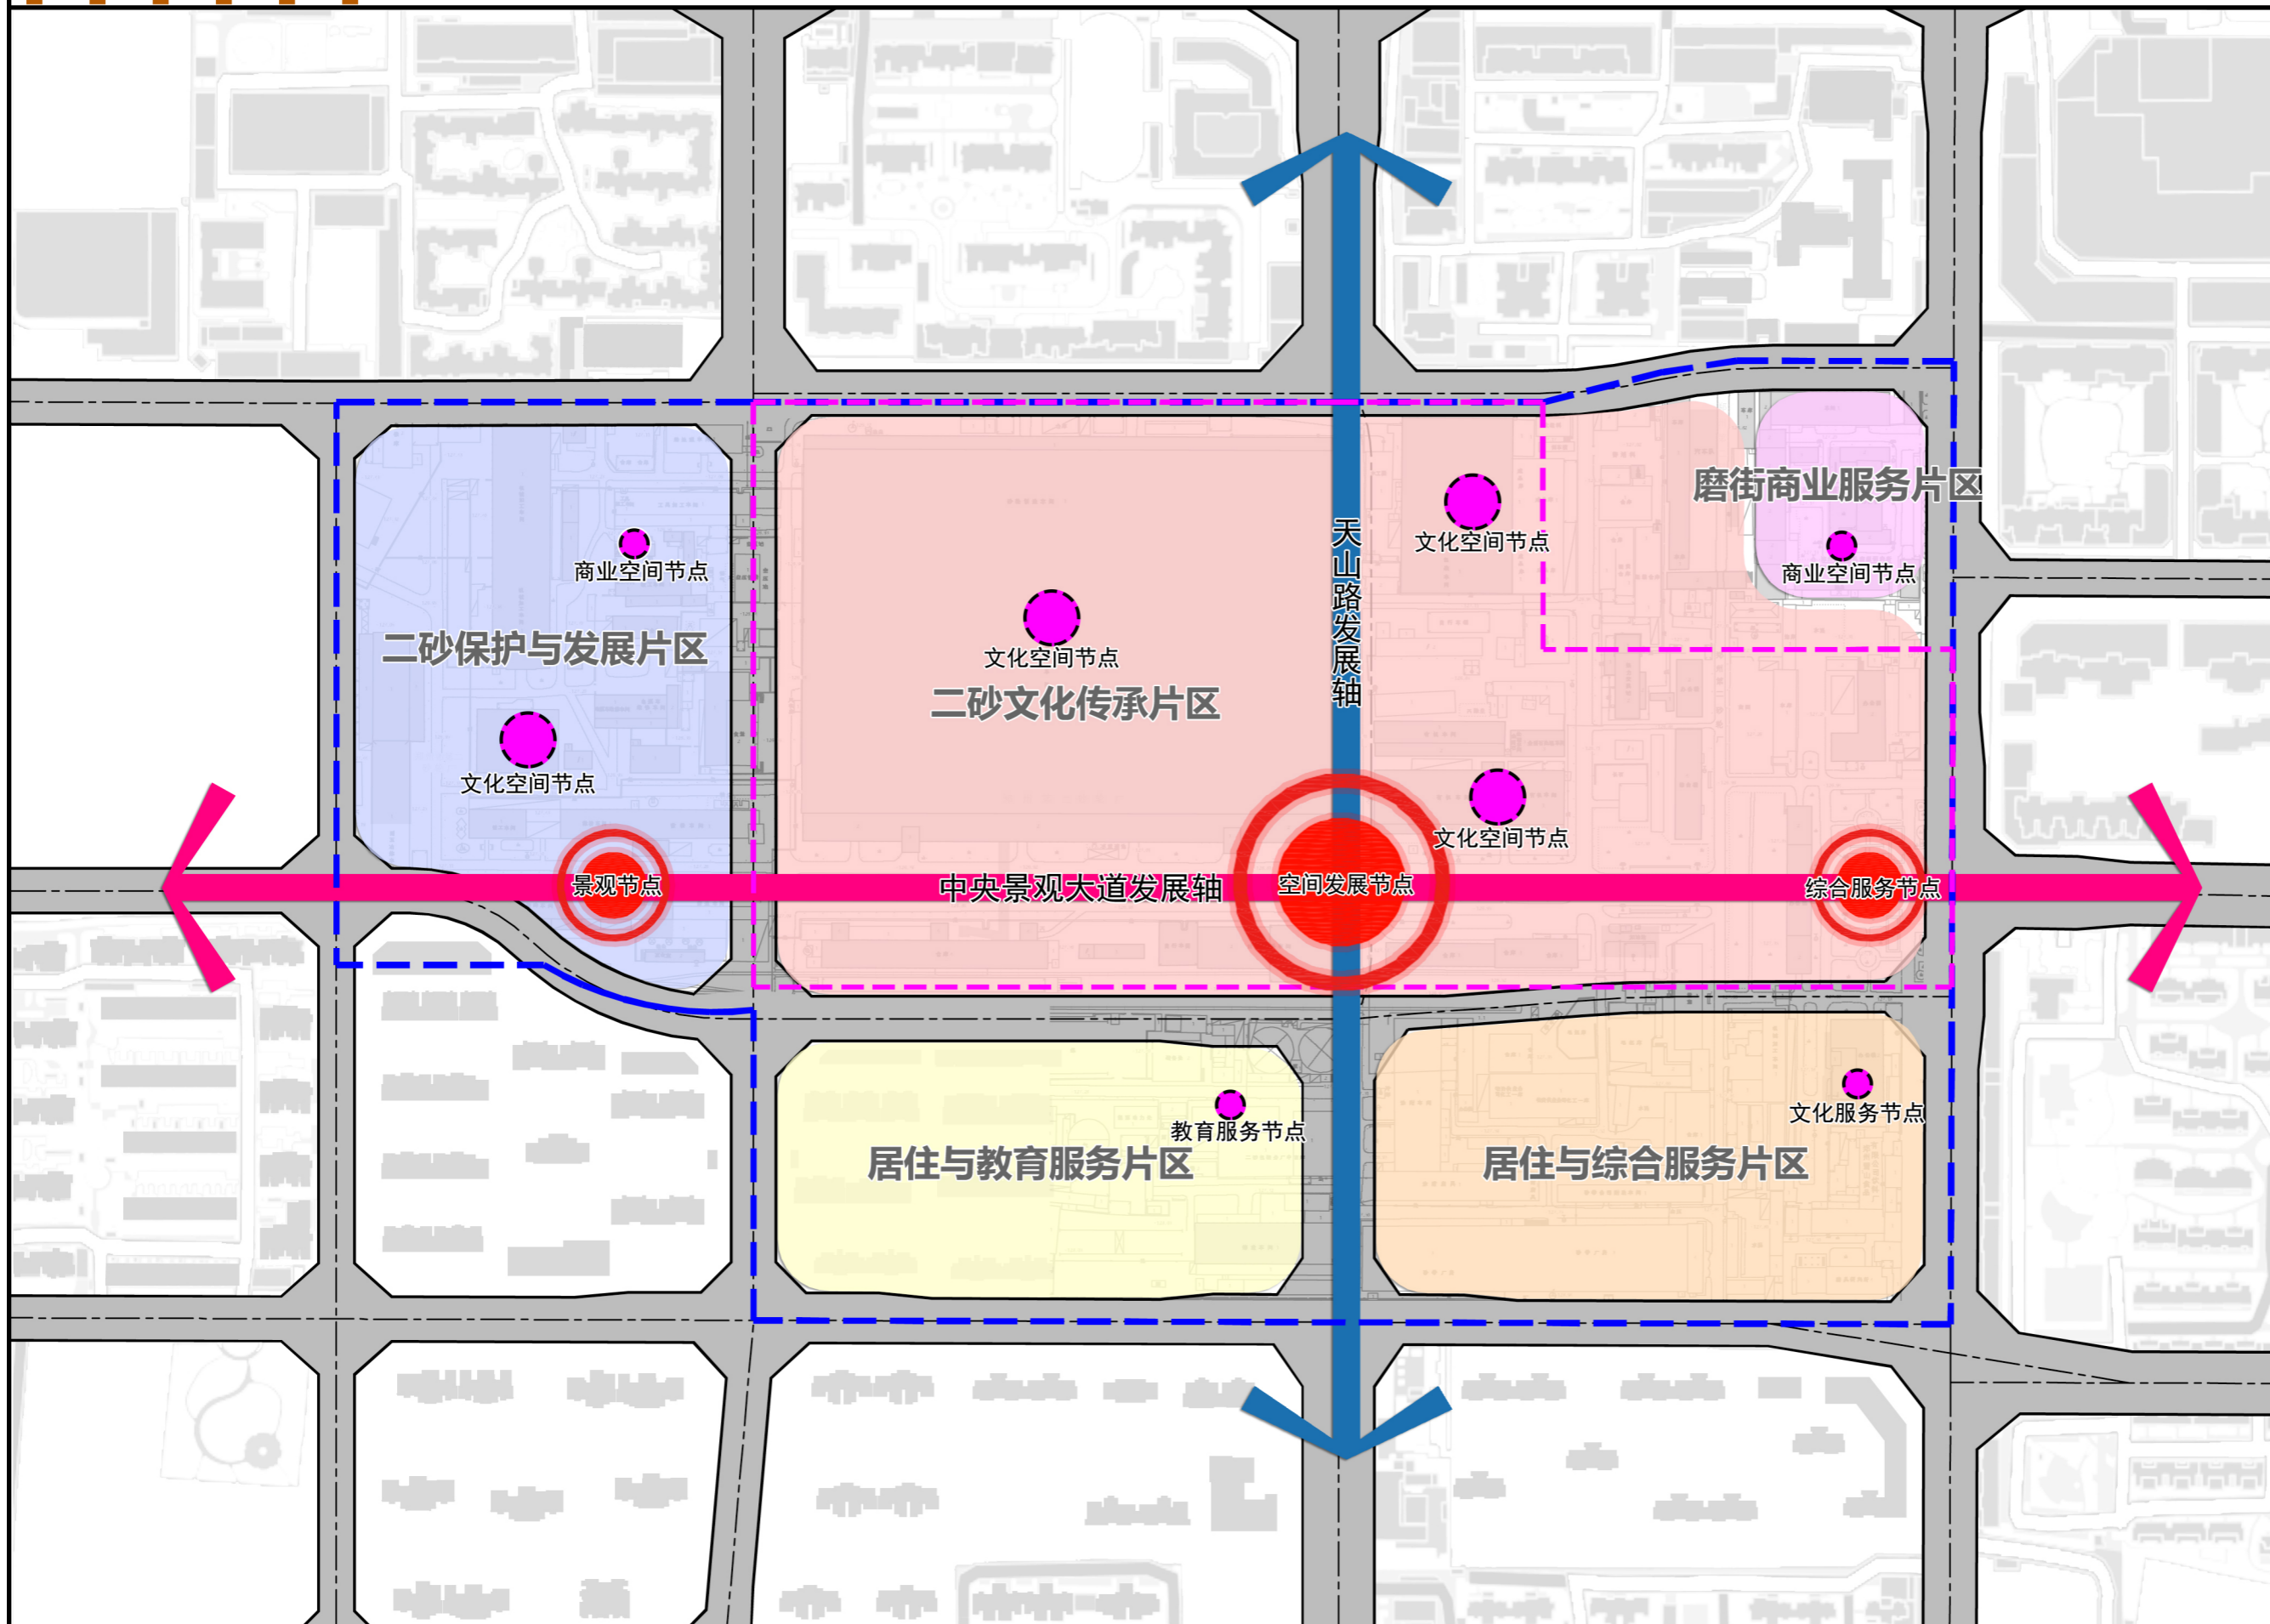 磨街商业服务片区
天山路发展轴
文化空间节点
商业空间节点
商业空间节点
二砂保护与发展片区
文化空间节点
二砂文化传承片区
文化空间节点
文化空间节点
景观节点
中央景观大道发展轴
空间发展节点
综合服务节点
教育服务节点
文化服务节点
居住与教育服务片区
居住与综合服务片区